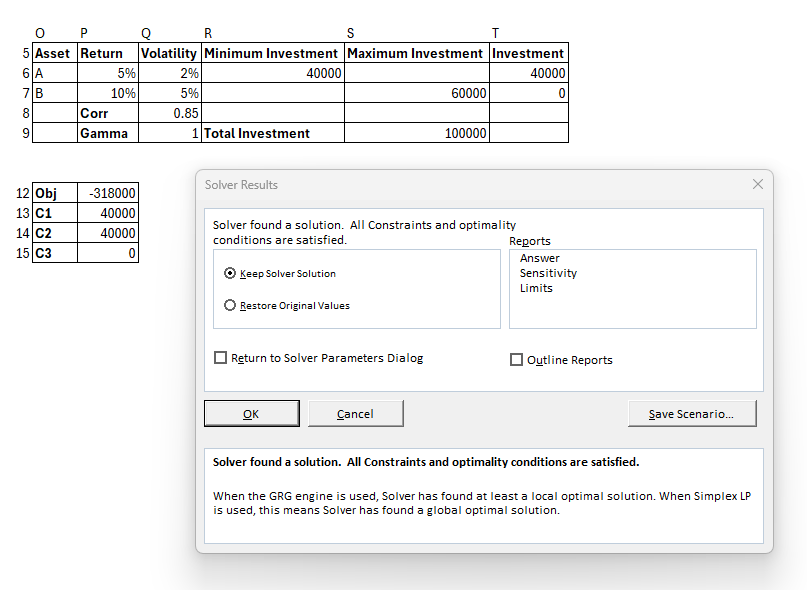 O P Q R S T
5 Asset Return Volatility Minimum Investment Maximum Investment Investment
6 A 5% 2% 40000 40000
7 B 10% 5% 60000 0
8 Corr 0.85
9 Gamma 1 Total Investment 100000
12 Obj -318000
13 C1 40000
14 C2 40000
15 C3 0
Solver Results
Solver found a solution. All Constraints and optimality
conditions are satisfied.
Reports
Answer
Sensitivity
Limits
Keep Solver Solution
Restore Original Values
Return to Solver Parameters Dialog
Outline Reports
OK
Cancel
Save Scenario...
Solver found a solution. All Constraints and optimality conditions are satisfied.
When the GRG engine is used, Solver has found at least a local optimal solution. When Simplex LP
is used, this means Solver has found a global optimal solution.